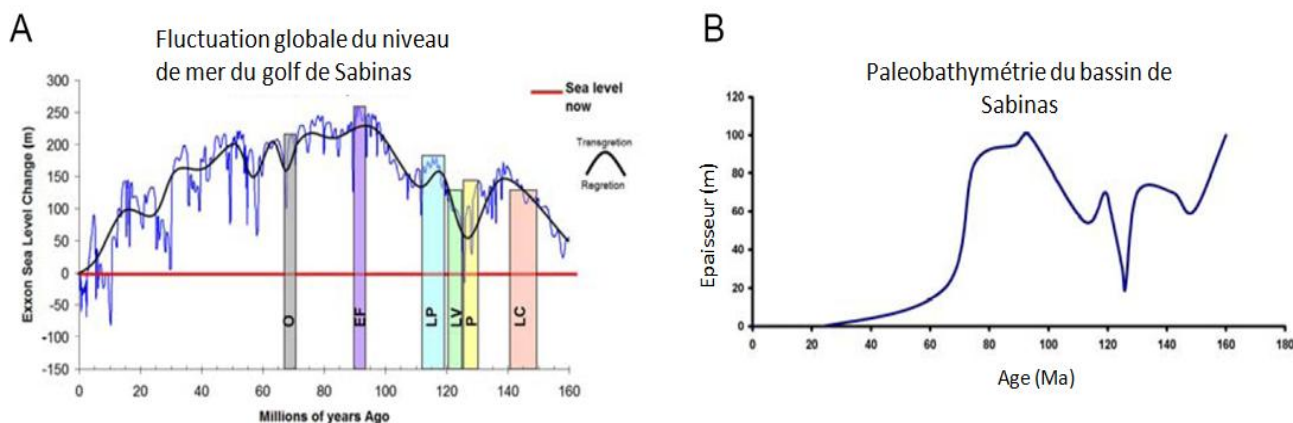 A
Fluctuation globale du niveau
de mer du golf de Sabinas
Exxon Sea Level Change (m)
300
250
200
150
100
50
0
-50
-100
-150
Sea level
now
Transgretion
Regretion
O
EF
LP
LV
P
LC
0 20 40 60 80 100 120 140 160
Millions of years Ago
B
Paleobathymétrie du bassin de
Sabinas
Epaisseur (m)
120
100
80
60
40
20
0
0 20 40 60 80 100 120 140 160 180
Age (Ma)